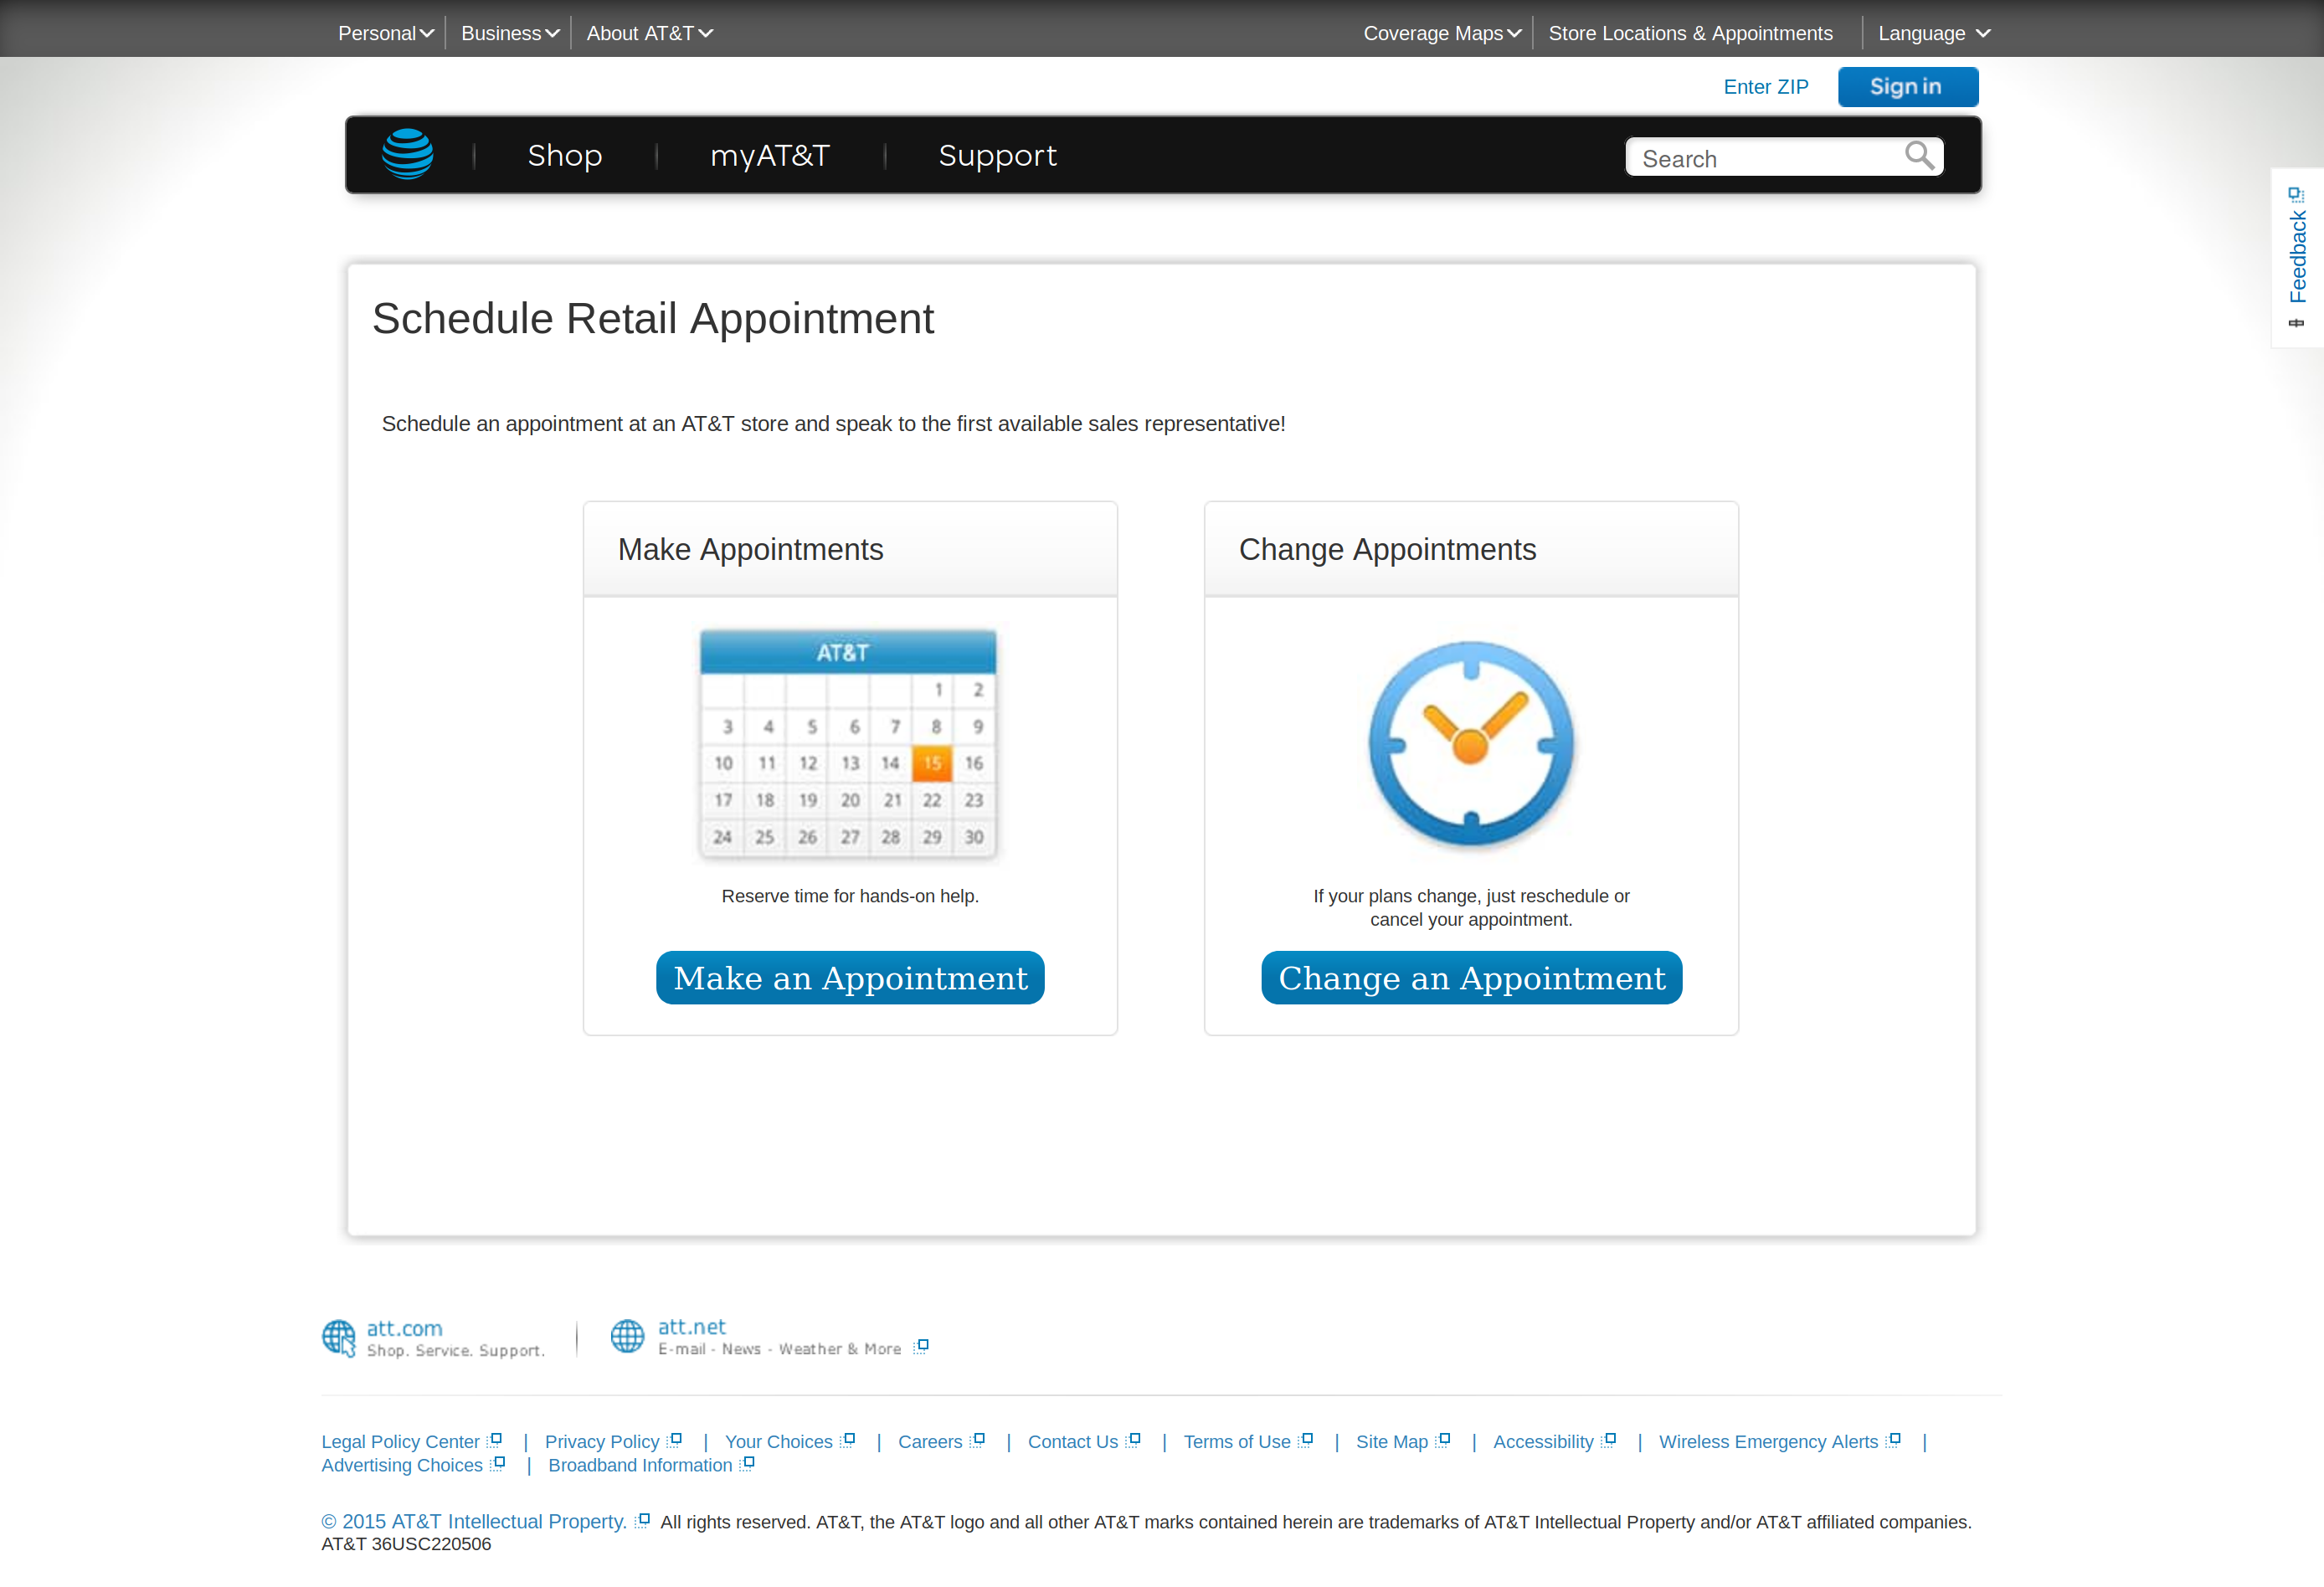 Personal Business About AT&T Coverage Maps Store Locations & Appointments Language
Enter ZIP Sign in
Shop myAT&T Support Search
Feedback
Schedule Retail Appointment
Schedule an appointment at an AT&T store and speak to the first available sales representative!
Make Appointments
AT&T
1 2
3 4 5 6 7 8 9
10 11 12 13 14 15 16
17 18 19 20 21 22 23
24 25 26 27 28 29 30
Reserve time for hands-on help.
Make an Appointment
Change Appointments
If your plans change, just reschedule or
cancel your appointment.
Change an Appointment
att.com
Shop. Service. Support.
att.net
E-mail - News - Weather & More
Legal Policy Center | Privacy Policy | Your Choices | Careers | Contact Us | Terms of Use | Site Map | Accessibility | Wireless Emergency Alerts |
Advertising Choices | Broadband Information
© 2015 AT&T Intellectual Property. All rights reserved. AT&T, the AT&T logo and all other AT&T marks contained herein are trademarks of AT&T Intellectual Property and/or AT&T affiliated companies.
AT&T 36USC220506